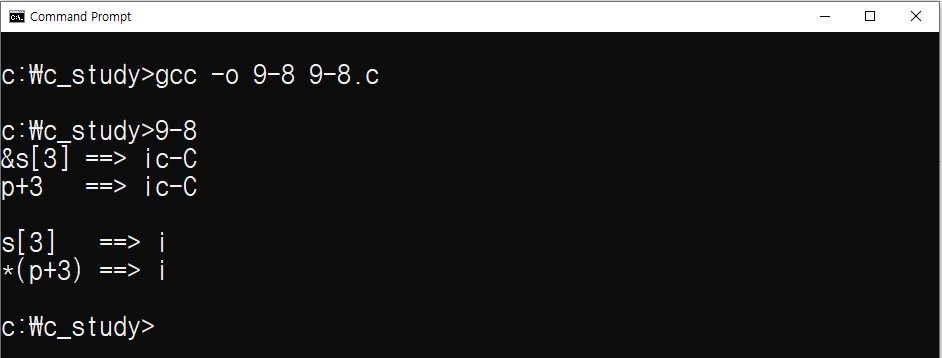 Command Prompt
c:₩c_study>gcc -o 9-8 9-8.c
c:₩c_study>9-8
&s[3] ==> ic-C
p+3   ==> ic-C
s[3]   ==> i
*(p+3) ==> i
c:₩c_study>